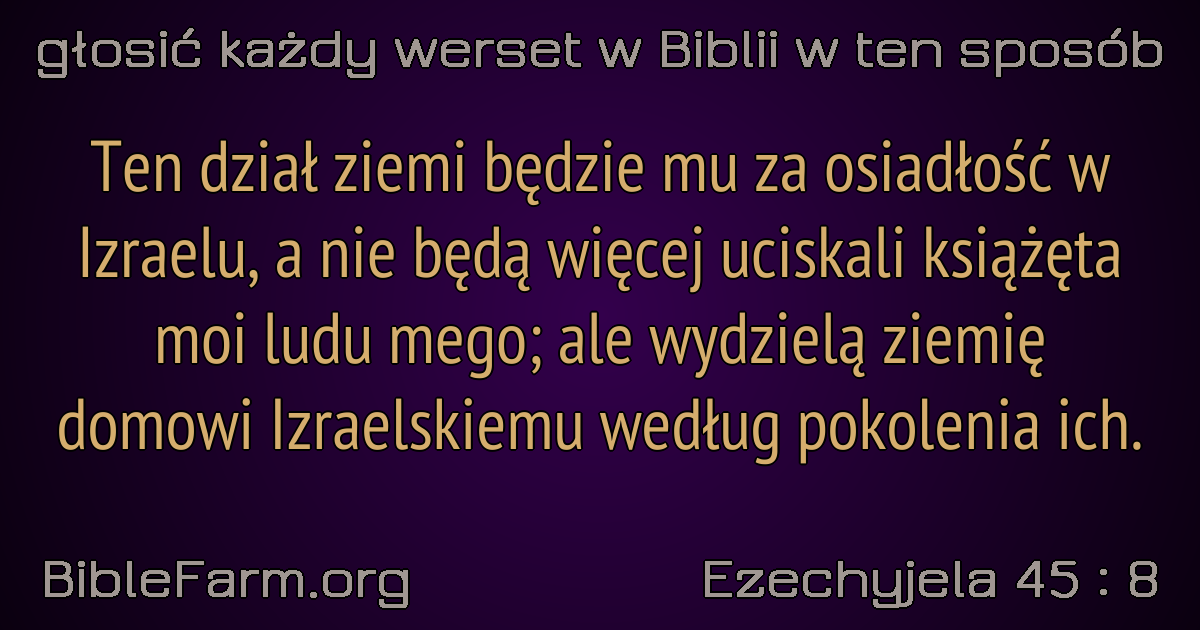 głosić każdy werset w Biblii w ten sposób
Ten dział ziemi będzie mu za osiadłość w
Izraelu, a nie będą więcej uciskali książęta
moi ludu mego; ale wydzielą ziemię
domowi Izraelskiemu według pokolenia ich.
BibleFarm.org
Ezechyjela 45 : 8